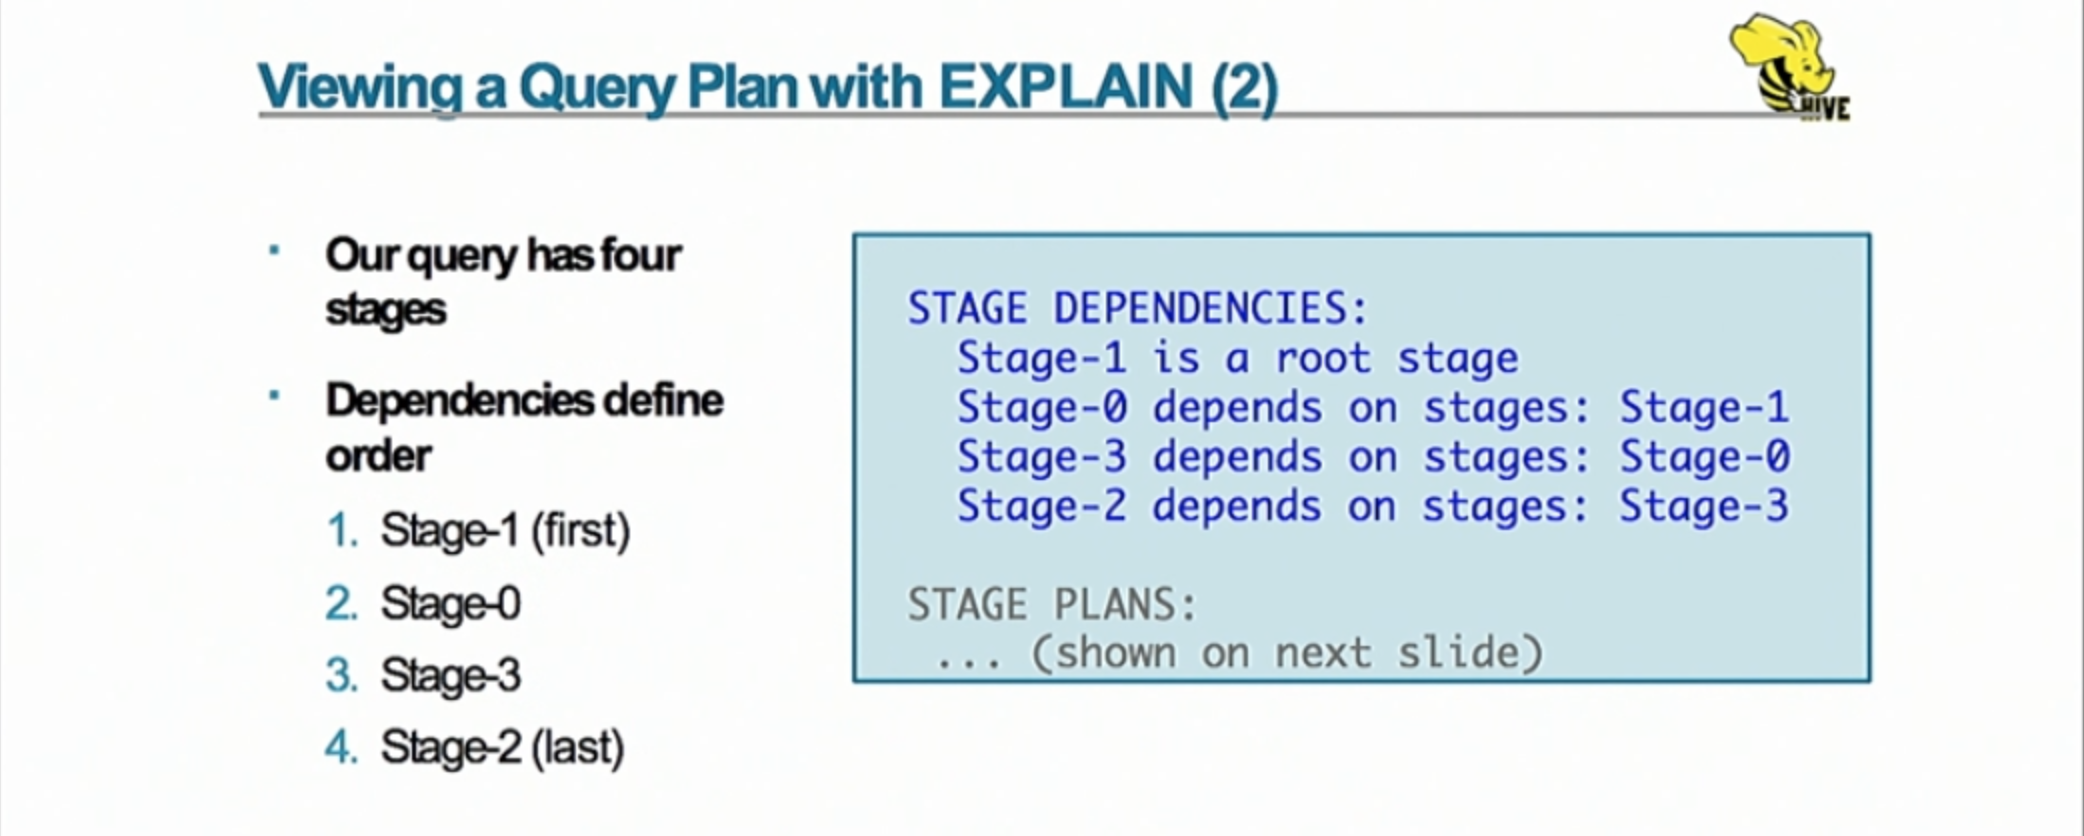 Viewing a Query Plan with EXPLAIN (2)
HIVE
Our query has four
stages
Dependencies define
order
1. Stage-1 (first)
2. Stage-0
3. Stage-3
4. Stage-2 (last)
STAGE DEPENDENCIES:
Stage-1 is a root stage
Stage-0 depends on stages: Stage-1
Stage-3 depends on stages: Stage-0
Stage-2 depends on stages: Stage-3
STAGE PLANS:
... (shown on next slide)